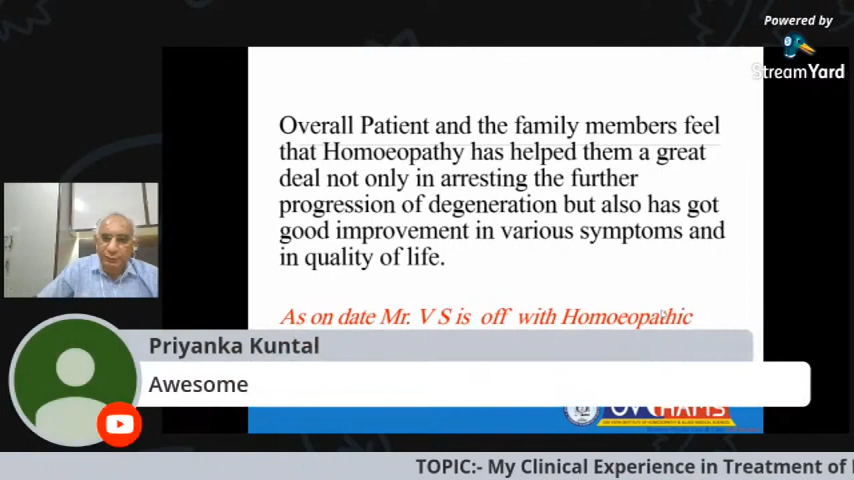 Powered by
StreamYard
Overall Patient and the family members feel
that Homoeopathy has helped them a great
deal not only in arresting the further
progression of degeneration but also has got
good improvement in various symptoms and
in quality of life.
As on date Mr. V S is off with Homoeopathic
Priyanka Kuntal
Awesome
TOPIC:- My Clinical Experience in Treatment of